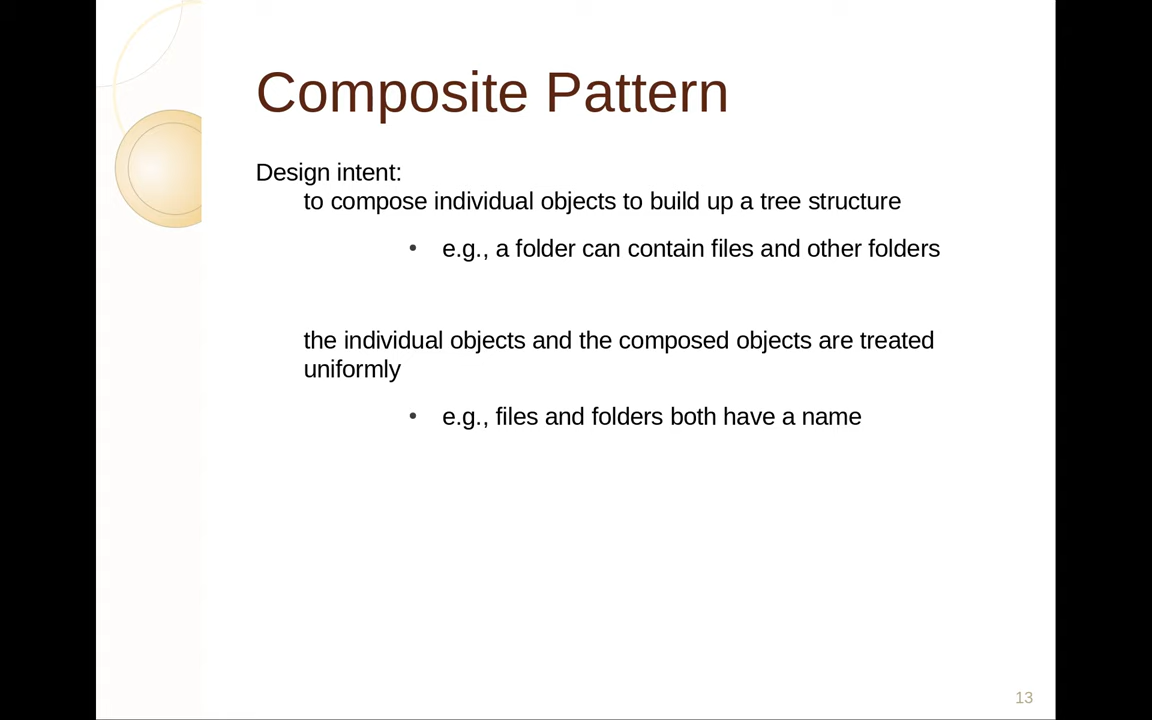 Composite Pattern
Design intent:
to compose individual objects to build up a tree structure
• e.g., a folder can contain files and other folders
the individual objects and the composed objects are treated
uniformly
• e.g., files and folders both have a name
13